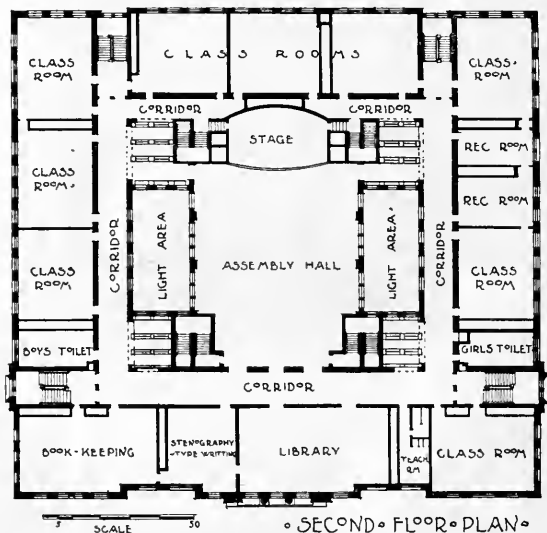 CLASS ROOM
CLASS ROOMS
CLASS ROOM
CORRIDOR
CORRIDOR
STAGE
REC ROOM
CLASS ROOM
REC ROOM
CORRIDOR
LIGHT AREA
ASSEMBLY HALL
LIGHT AREA
CORRIDOR
CLASS ROOM
CLASS ROOM
BOYS TOILET
GIRLS TOILET
CORRIDOR
BOOK-KEEPING
STENOGRAPHY
-TYPE WRITTING
LIBRARY
TEACH
RM
CLASS ROOM
5 50
SCALE
SECOND FLOOR PLAN